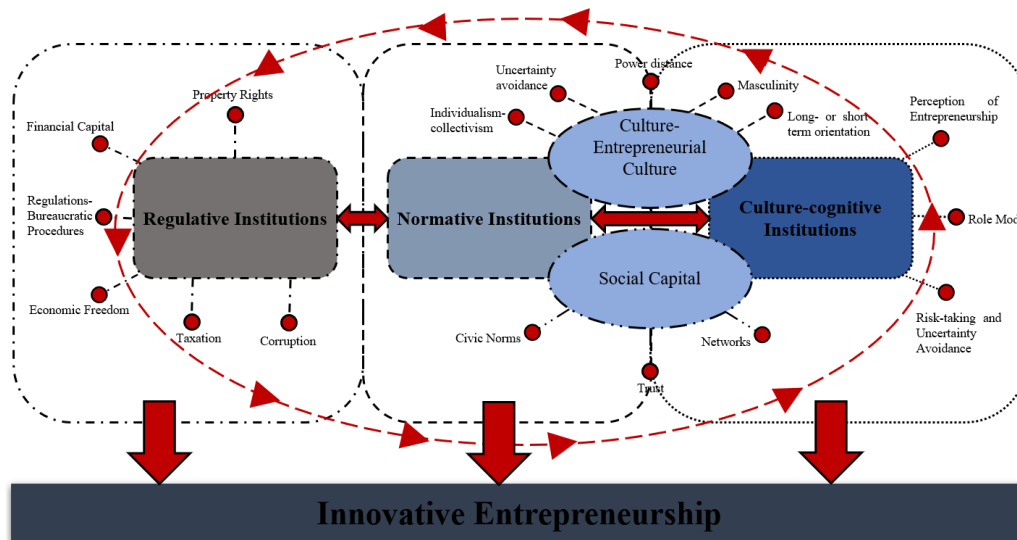 Property Rights
Financial Capital
Regulations-
Bureaucratic
Procedures
Economic Freedom
Taxation
Corruption
Regulative Institutions
Uncertainty
avoidance
Individualism-
collectivism
Power distance
Masculinity
Long- or short
term orientation
Culture-
Entrepreneurial
Culture
Normative Institutions
Social Capital
Civic Norms
Trust
Networks
Culture-cognitive
Institutions
Perception of
Entrepreneurship
Role Mod
Risk-taking and
Uncertainty
Avoidance
Innovative Entrepreneurship